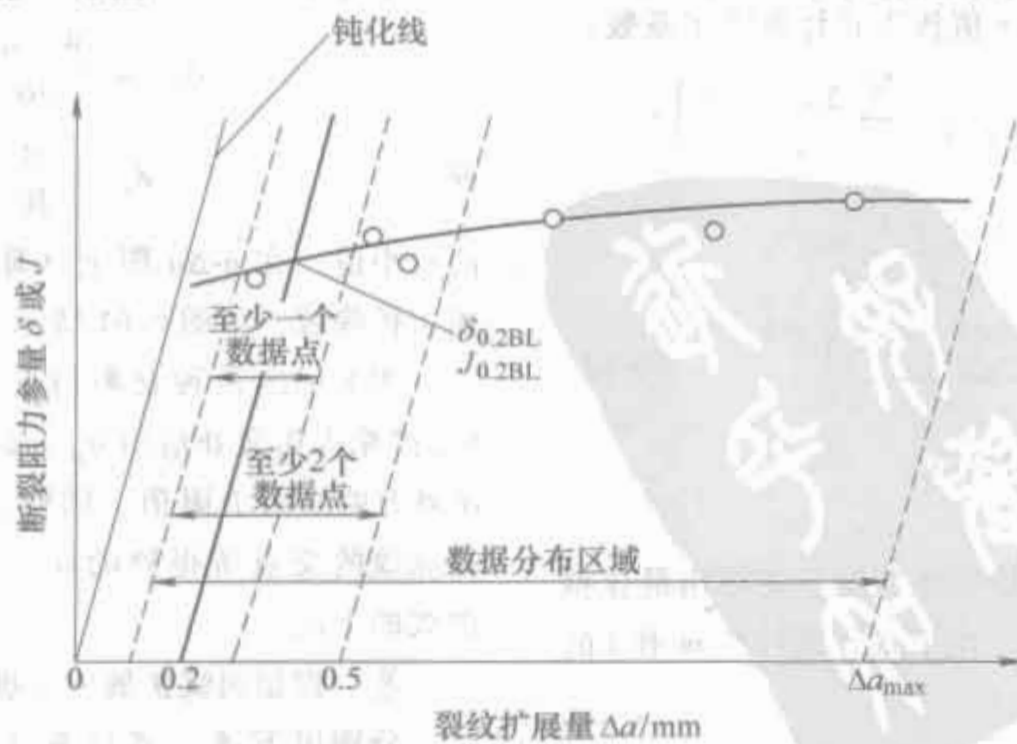 钝化线
断裂阻力参量 δ 或 J
至少一个
数据点
δ0.2BL
J0.2BL
至少2个
数据点
数据分布区域
0
0.2
0.5
Δamax
裂纹扩展量 Δa/mm